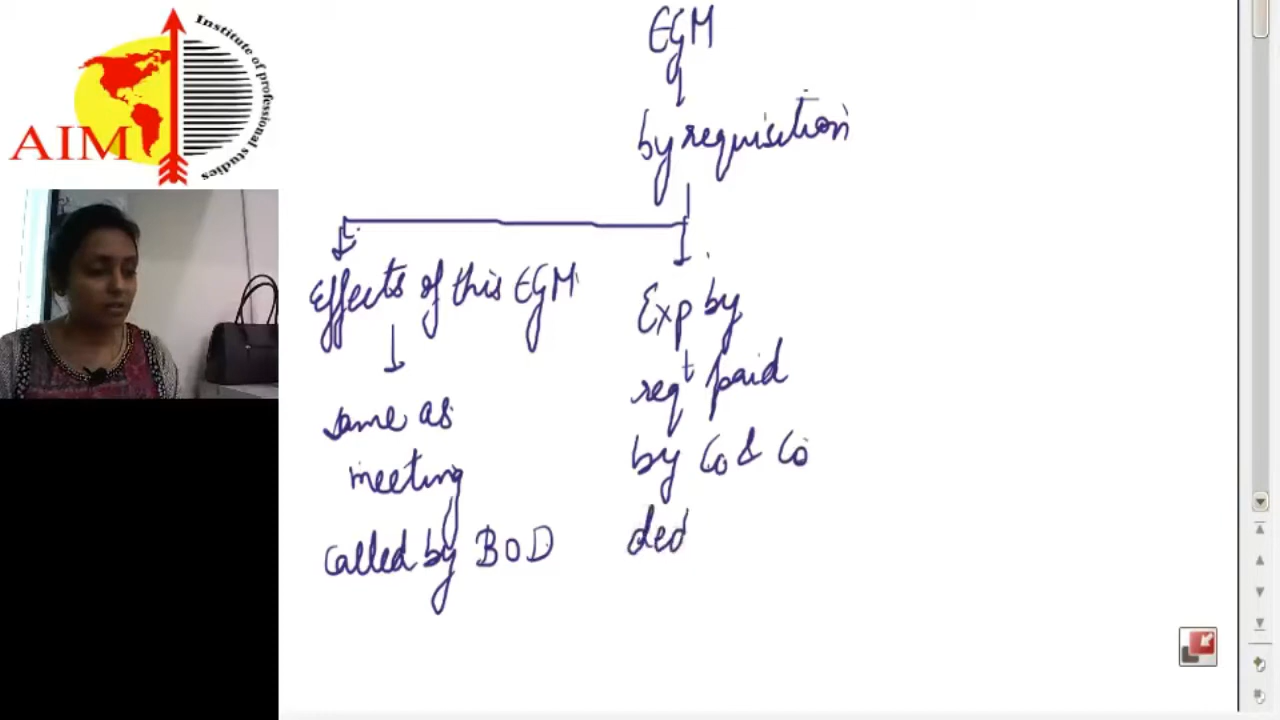 AIM
Institute of professional studies
EGM
by requisition
Effects of this EGM
same as
meeting
called by BOD
Exp by
reqt paid
by Co & Co
ded